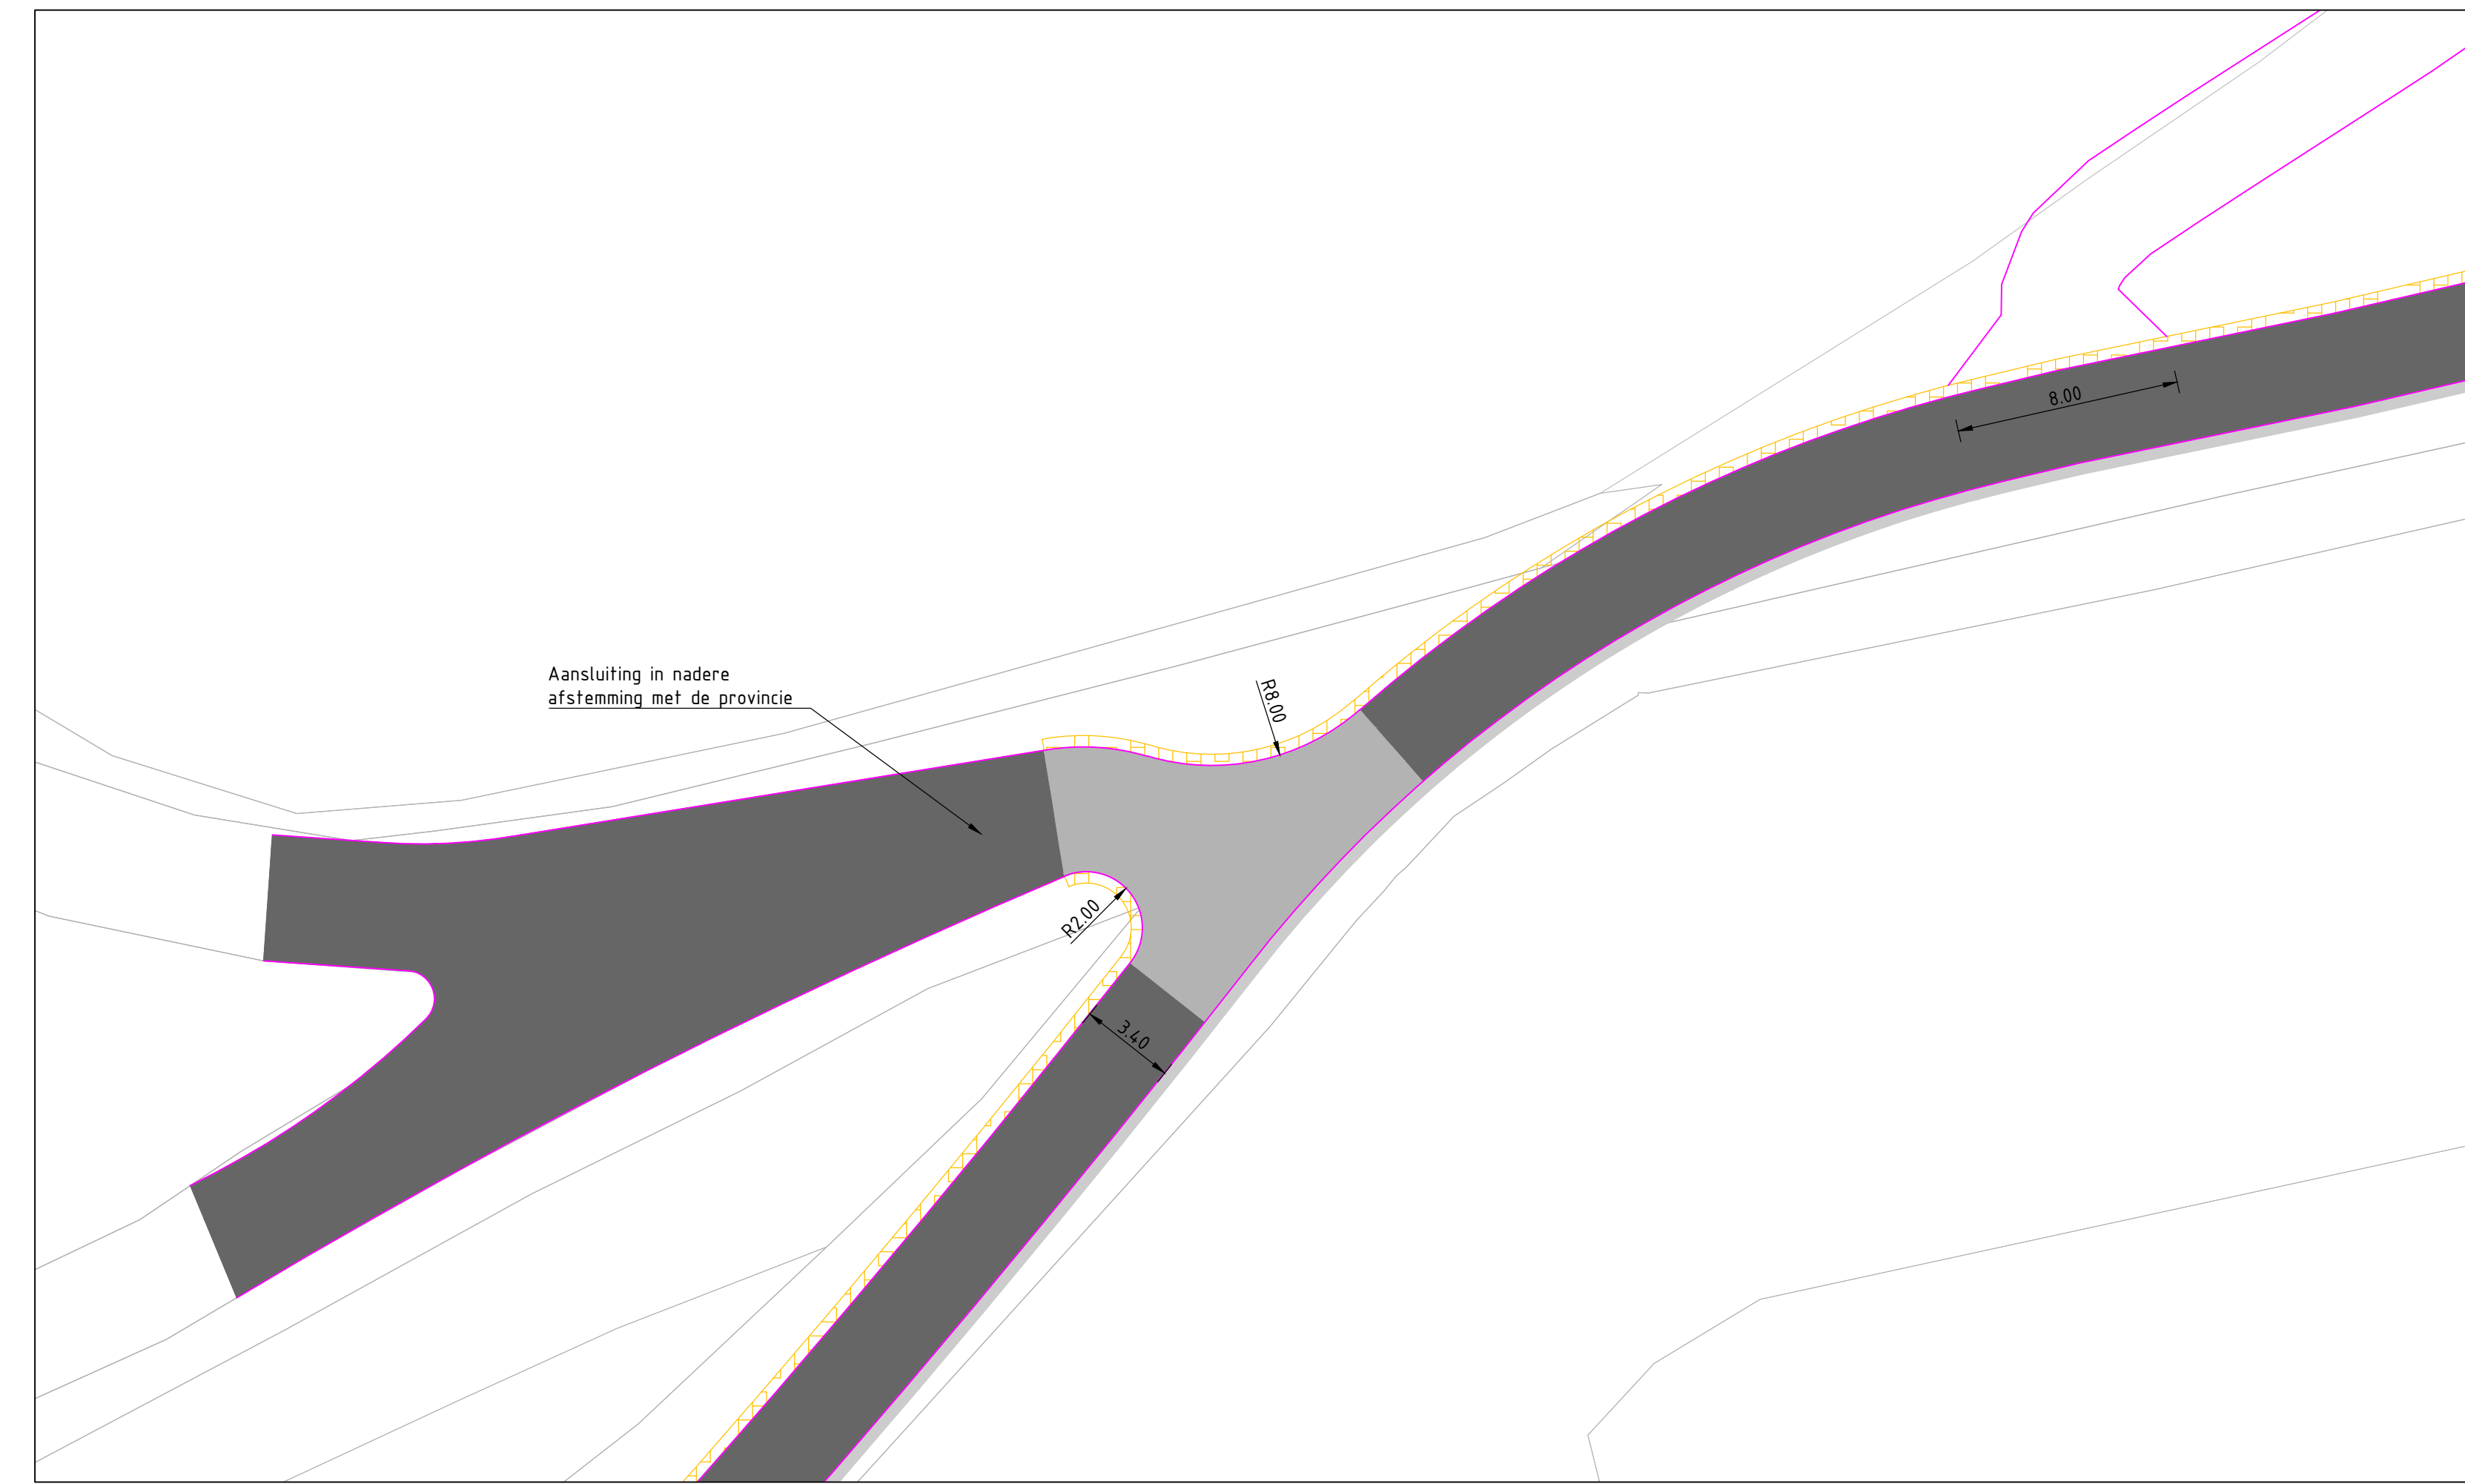 8.00
Aansluiting in nadere
afstemming met de provincie
R8.00
R2.00
3.40